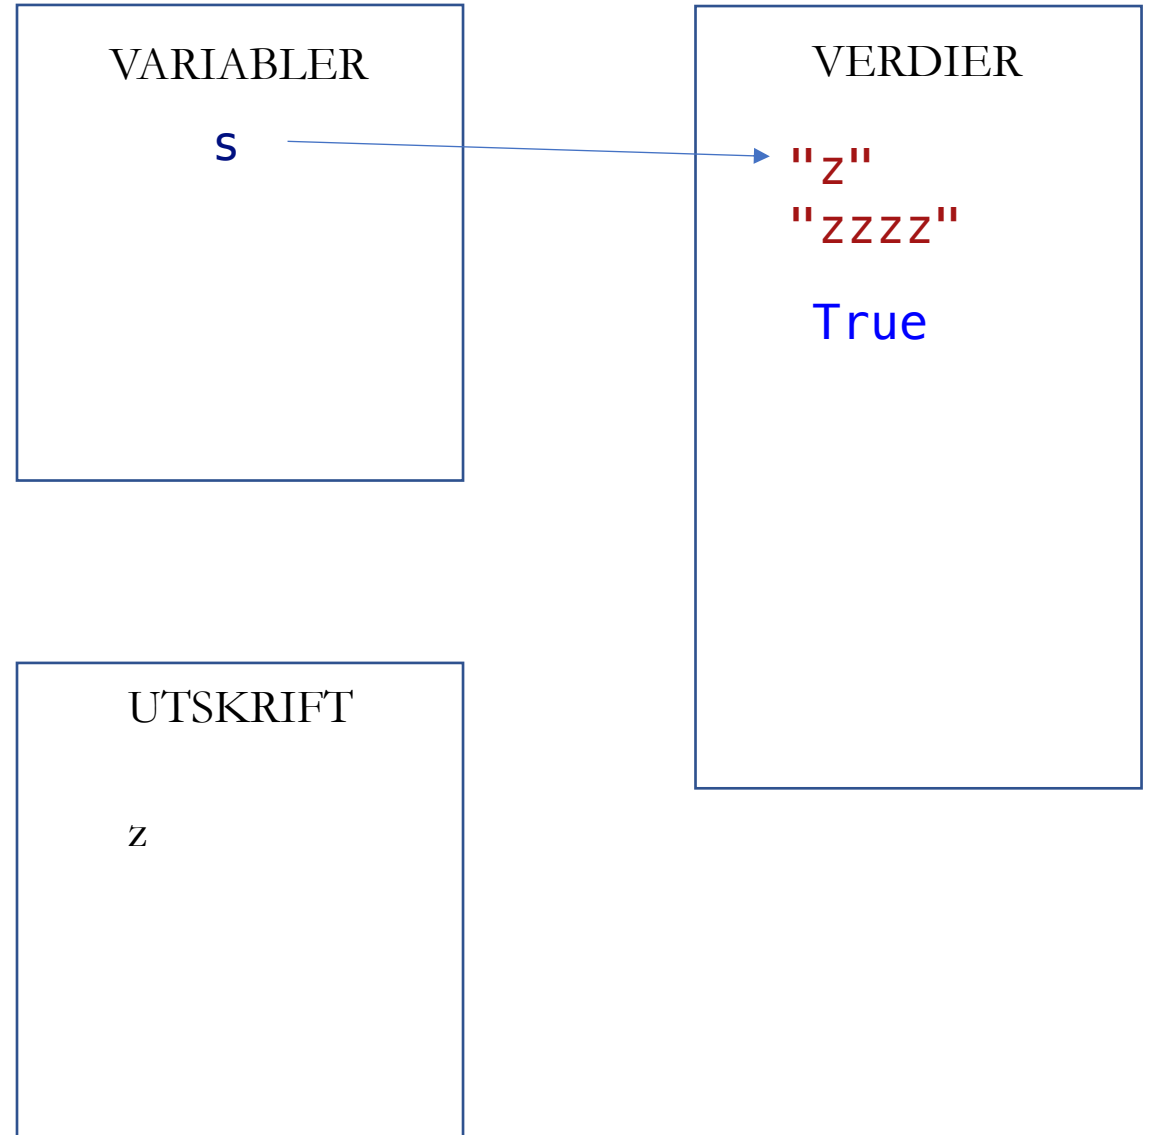 VARIABLER
s
VERDIER
"z"
"zzzz"
True
UTSKRIFT
z